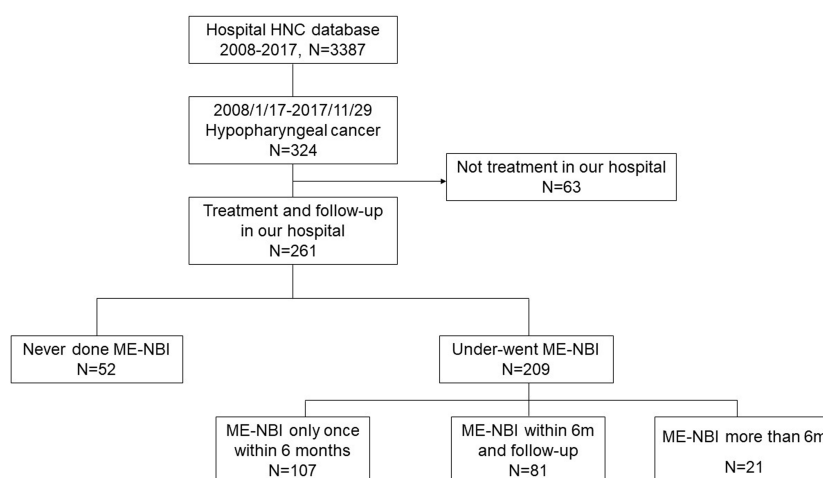 Hospital HNC database
2008-2017, N=3387
2008/1/17-2017/11/29
Hypopharyngeal cancer
N=324
Not treatment in our hospital
N=63
Treatment and follow-up
in our hospital
N=261
Never done ME-NBI
N=52
Under-went ME-NBI
N=209
ME-NBI only once
within 6 months
N=107
ME-NBI within 6m
and follow-up
N=81
ME-NBI more than 6m
N=21